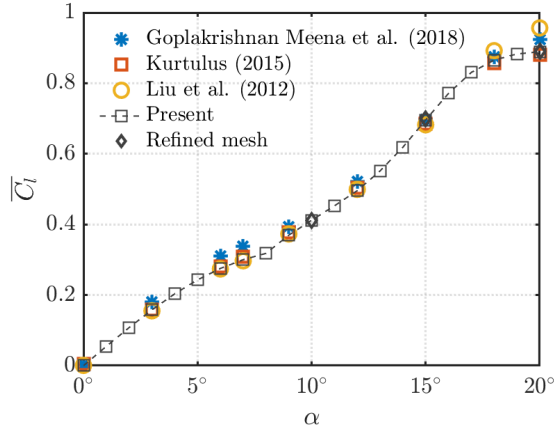 1
0.8
0.6
0.4
0.2
0
Goplakrishnan Meena et al. (2018)
Kurtulus (2015)
Liu et al. (2012)
Present
Refined mesh
C̅l
0° 5° 10° 15° 20°
α